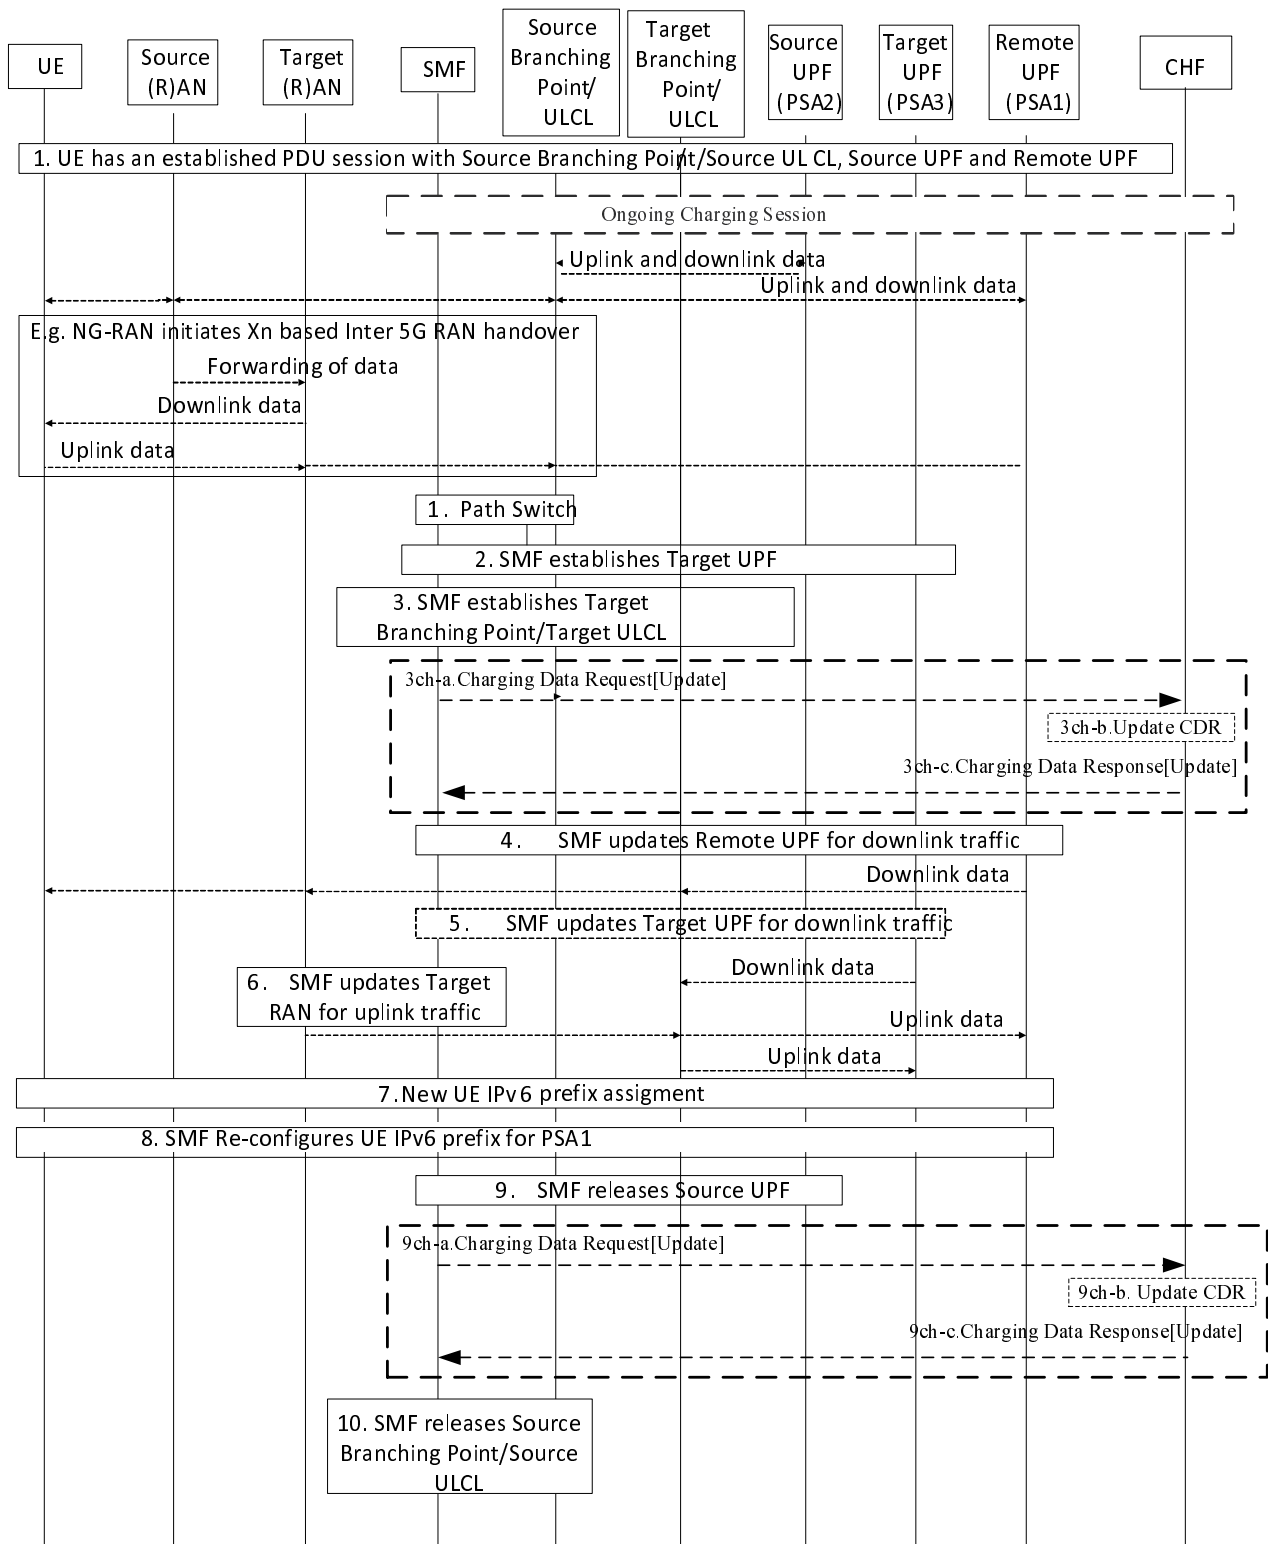 UE
Source
(R)AN
Target
(R)AN
SMF
Source
Branching
Point/
ULCL
Target
Branching
Point/
ULCL
Source
UPF
(PSA2)
Target
UPF
(PSA3)
Remote
UPF
(PSA1)
CHF
1. UE has an established PDU session with Source Branching Point/Source UL CL, Source UPF and Remote UPF
Ongoing Charging Session
Uplink and downlink data
Uplink and downlink data
E.g. NG-RAN initiates Xn based Inter 5G RAN handover
Forwarding of data
Downlink data
Uplink data
1. Path Switch
2. SMF establishes Target UPF
3. SMF establishes Target
Branching Point/Target ULCL
3ch-a.Charging Data Request[Update]
3ch-b.Update CDR
3ch-c.Charging Data Response[Update]
4. SMF updates Remote UPF for downlink traffic
Downlink data
5. SMF updates Target UPF for downlink traffic
Downlink data
6. SMF updates Target
RAN for uplink traffic
Uplink data
Uplink data
7.New UE IPv6 prefix assigment
8. SMF Re-configures UE IPv6 prefix for PSA1
9. SMF releases Source UPF
9ch-a.Charging Data Request[Update]
9ch-b. Update CDR
9ch-c.Charging Data Response[Update]
10. SMF releases Source
Branching Point/Source
ULCL